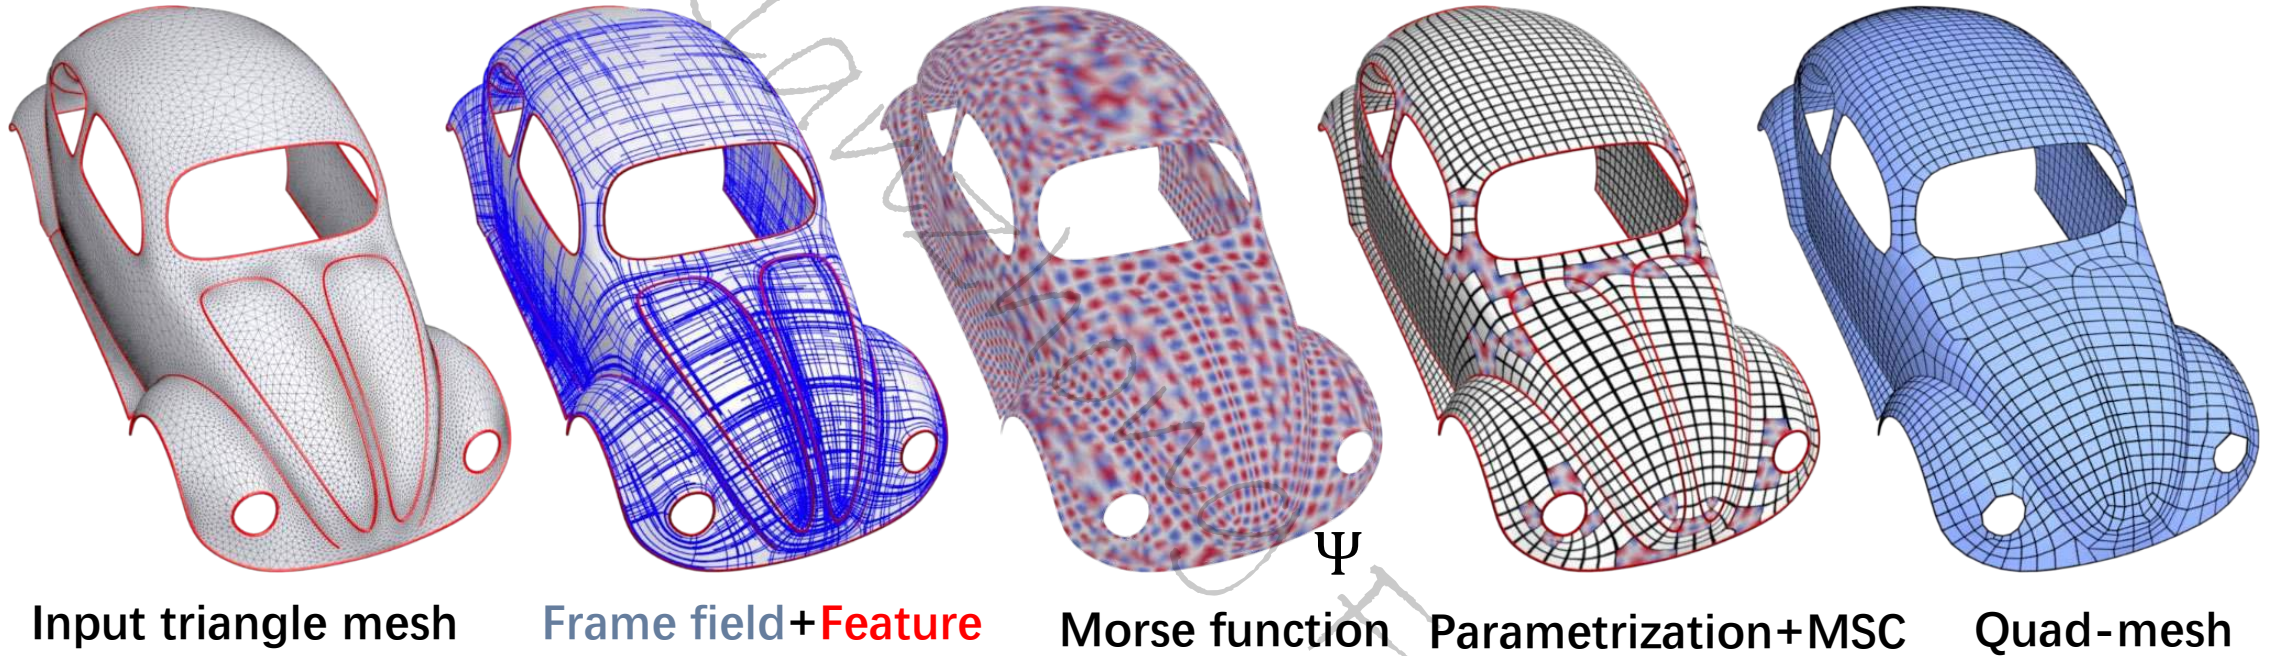 Ψ
Input triangle mesh
Frame field+Feature
Morse function
Parametrization+MSC
Quad-mesh